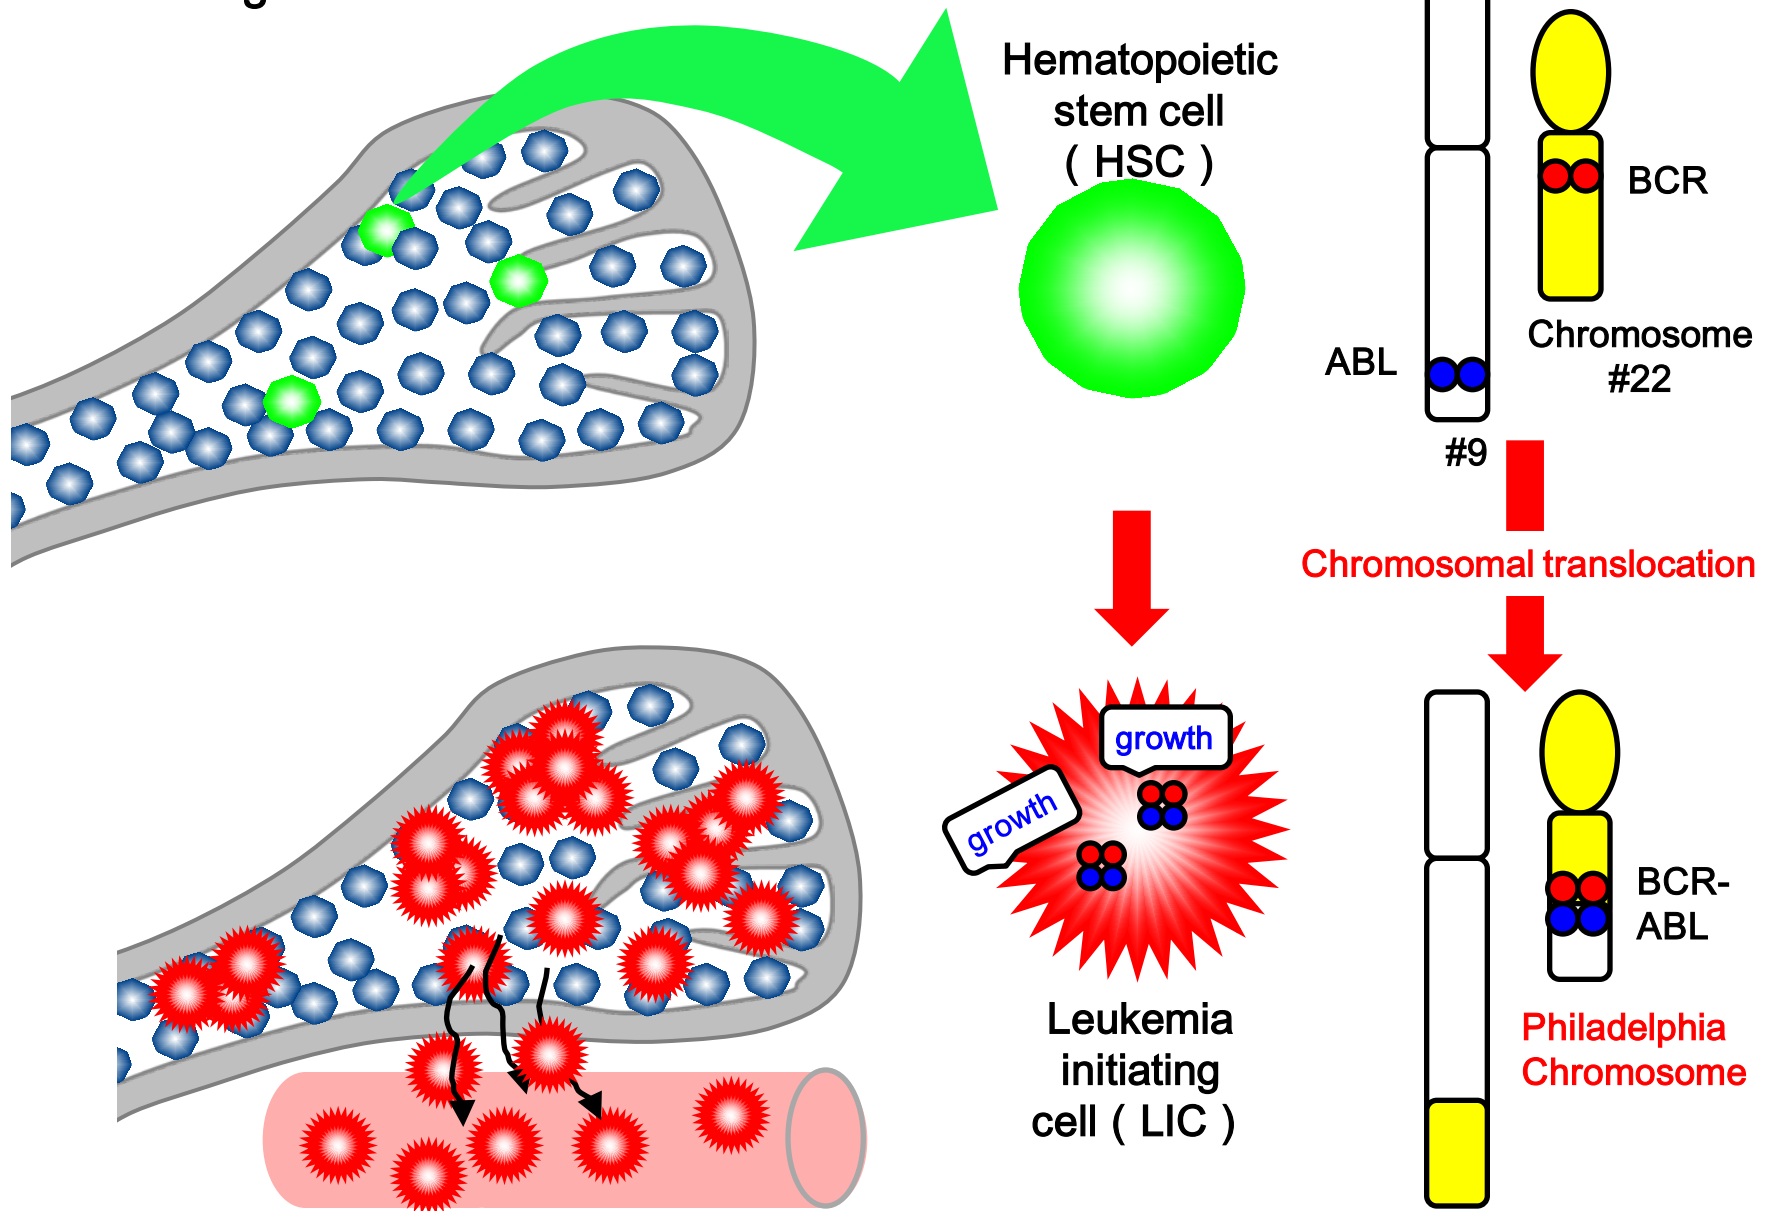 Hematopoietic
stem cell
( HSC )
BCR
Chromosome
#22
ABL
#9
Chromosomal translocation
growth
growth
BCR-
ABL
Leukemia
initiating
cell ( LIC )
Philadelphia
Chromosome